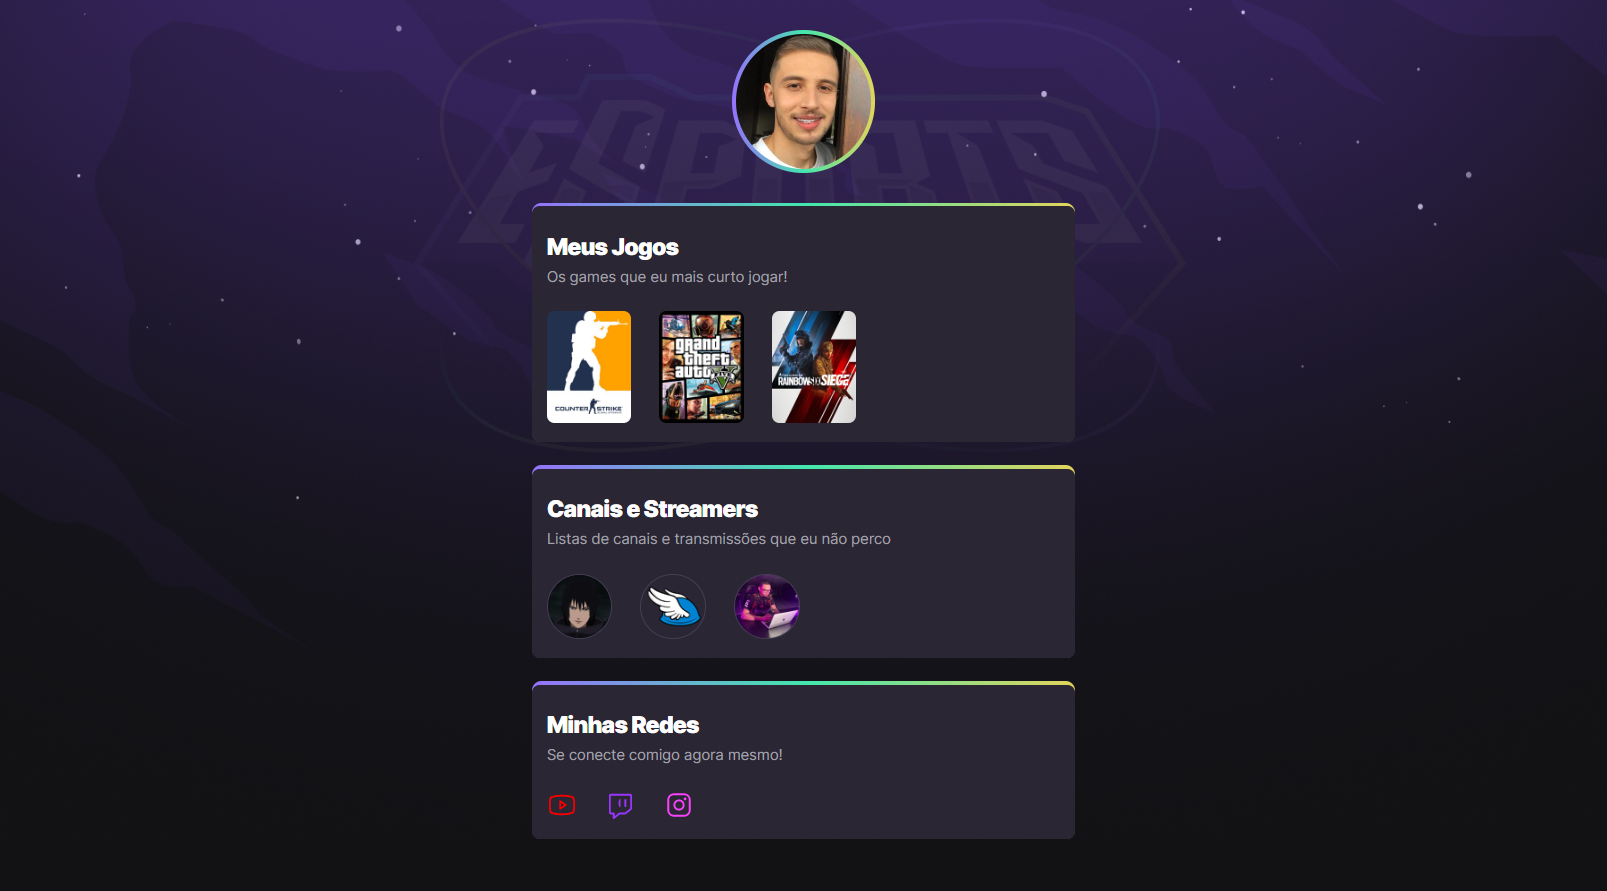 ESPORTS
Meus Jogos
Os games que eu mais curto jogar!
COUNTER STRIKE
grand
theft
auto
V
FIVE
RAINBOW SIX SIEGE
Canais e Streamers
Listas de canais e transmissões que eu não perco
Minhas Redes
Se conecte comigo agora mesmo!